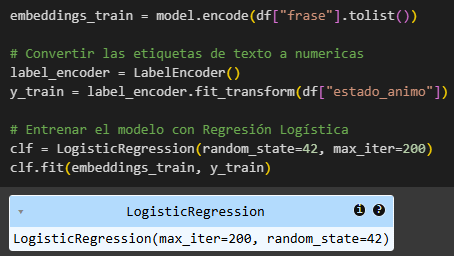 embeddings_train = model.encode(df["frase"].tolist())
# Convertir las etiquetas de texto a numericas
label_encoder = LabelEncoder()
y_train = label_encoder.fit_transform(df["estado_animo"])
# Entrenar el modelo con Regresión Logística
clf = LogisticRegression(random_state=42, max_iter=200)
clf.fit(embeddings_train, y_train)
LogisticRegression
LogisticRegression(max_iter=200, random_state=42)